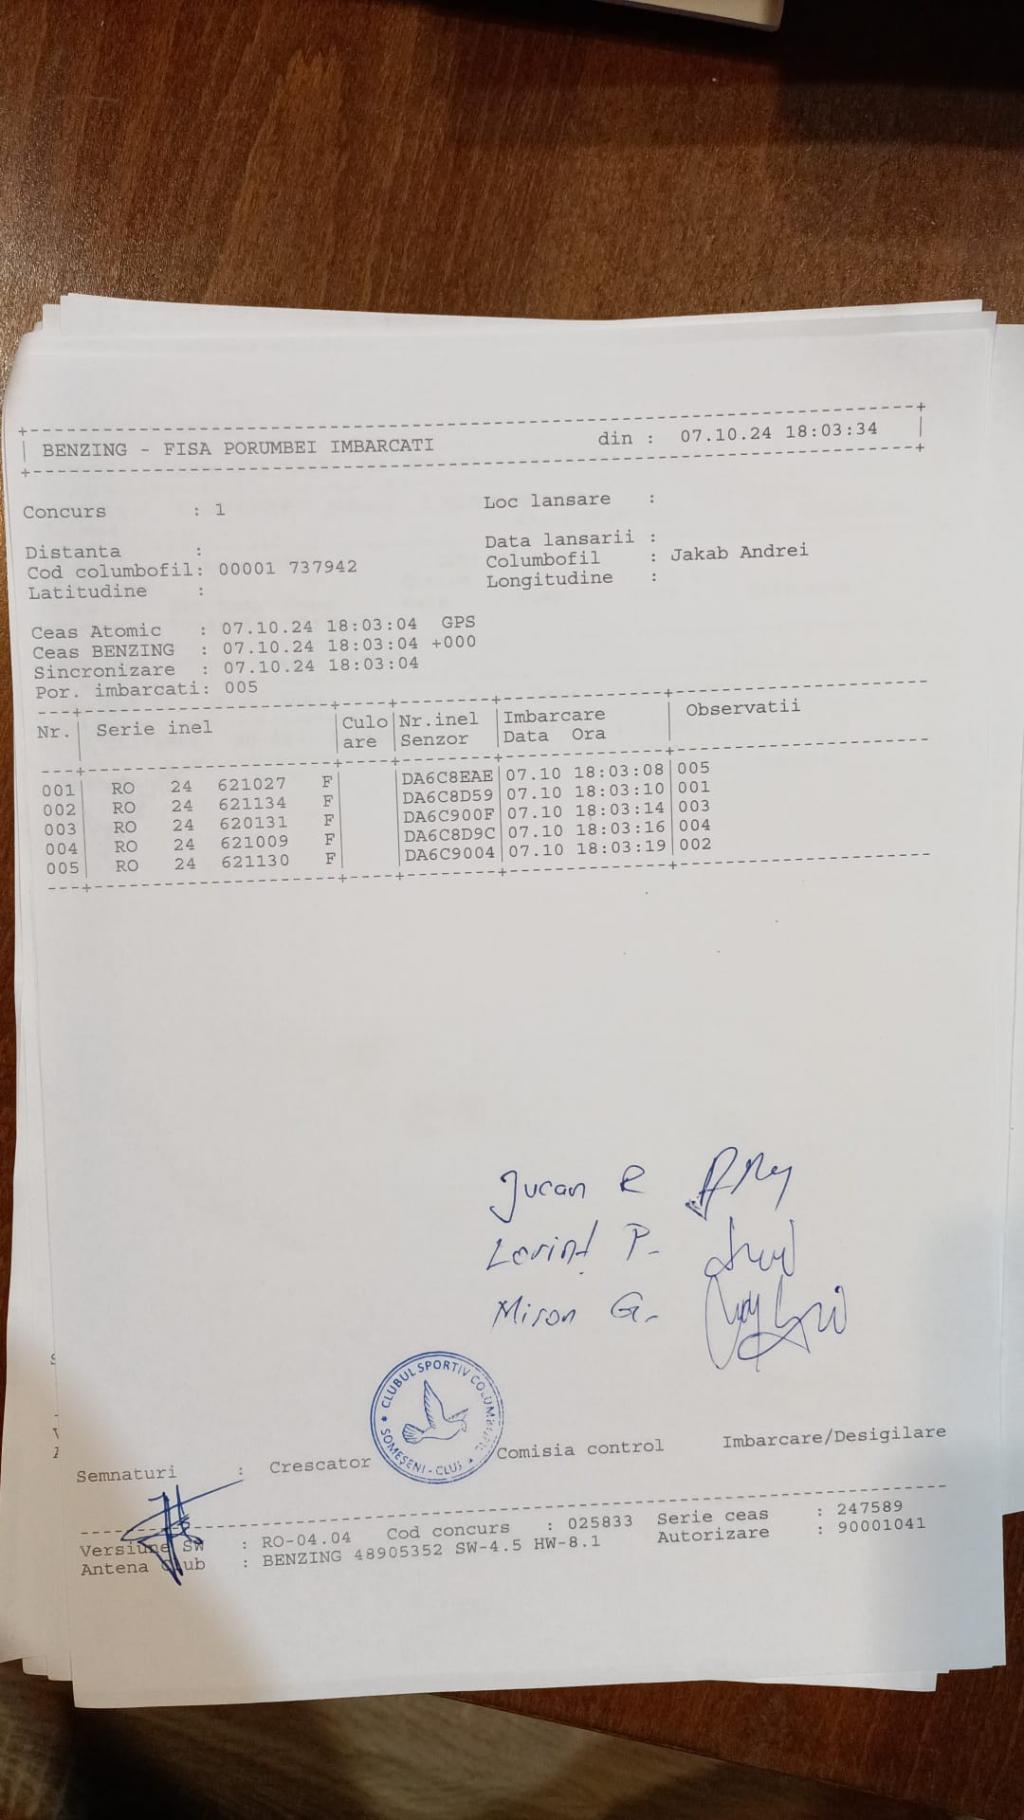 BENZING - FISA PORUMBEI IMBARCATI din : 07.10.24 18:03:34
Concurs : 1 Loc lansare :
Distanta : Data lansarii :
Cod columbofil: 00001 737942 Columbofil : Jakab Andrei
Latitudine : Longitudine :
Ceas Atomic : 07.10.24 18:03:04 GPS
Ceas BENZING : 07.10.24 18:03:04 +000
Sincronizare : 07.10.24 18:03:04
Por. imbarcati: 005
Nr. Serie inel Culo Nr.inel Imbarcare Observatii
are Senzor Data Ora
001 RO 24 621027 F DA6C8EAE 07.10 18:03:08 005
002 RO 24 621134 F DA6C8D59 07.10 18:03:10 001
003 RO 24 620131 F DA6C900F 07.10 18:03:14 003
004 RO 24 621009 F DA6C8D9C 07.10 18:03:16 004
005 RO 24 621130 F DA6C9004 07.10 18:03:19 002
Jucan R
P.
Miron G.
CLUBUL SPORTIV
SOMEȘENI - CLUJ
Semnaturi : Crescator Comisia control Imbarcare/Desigilare
Versiune SW : RO-04.04 Cod concurs : 025833 Serie ceas : 247589
Antena Club : BENZING 48905352 SW-4.5 HW-8.1 Autorizare : 90001041